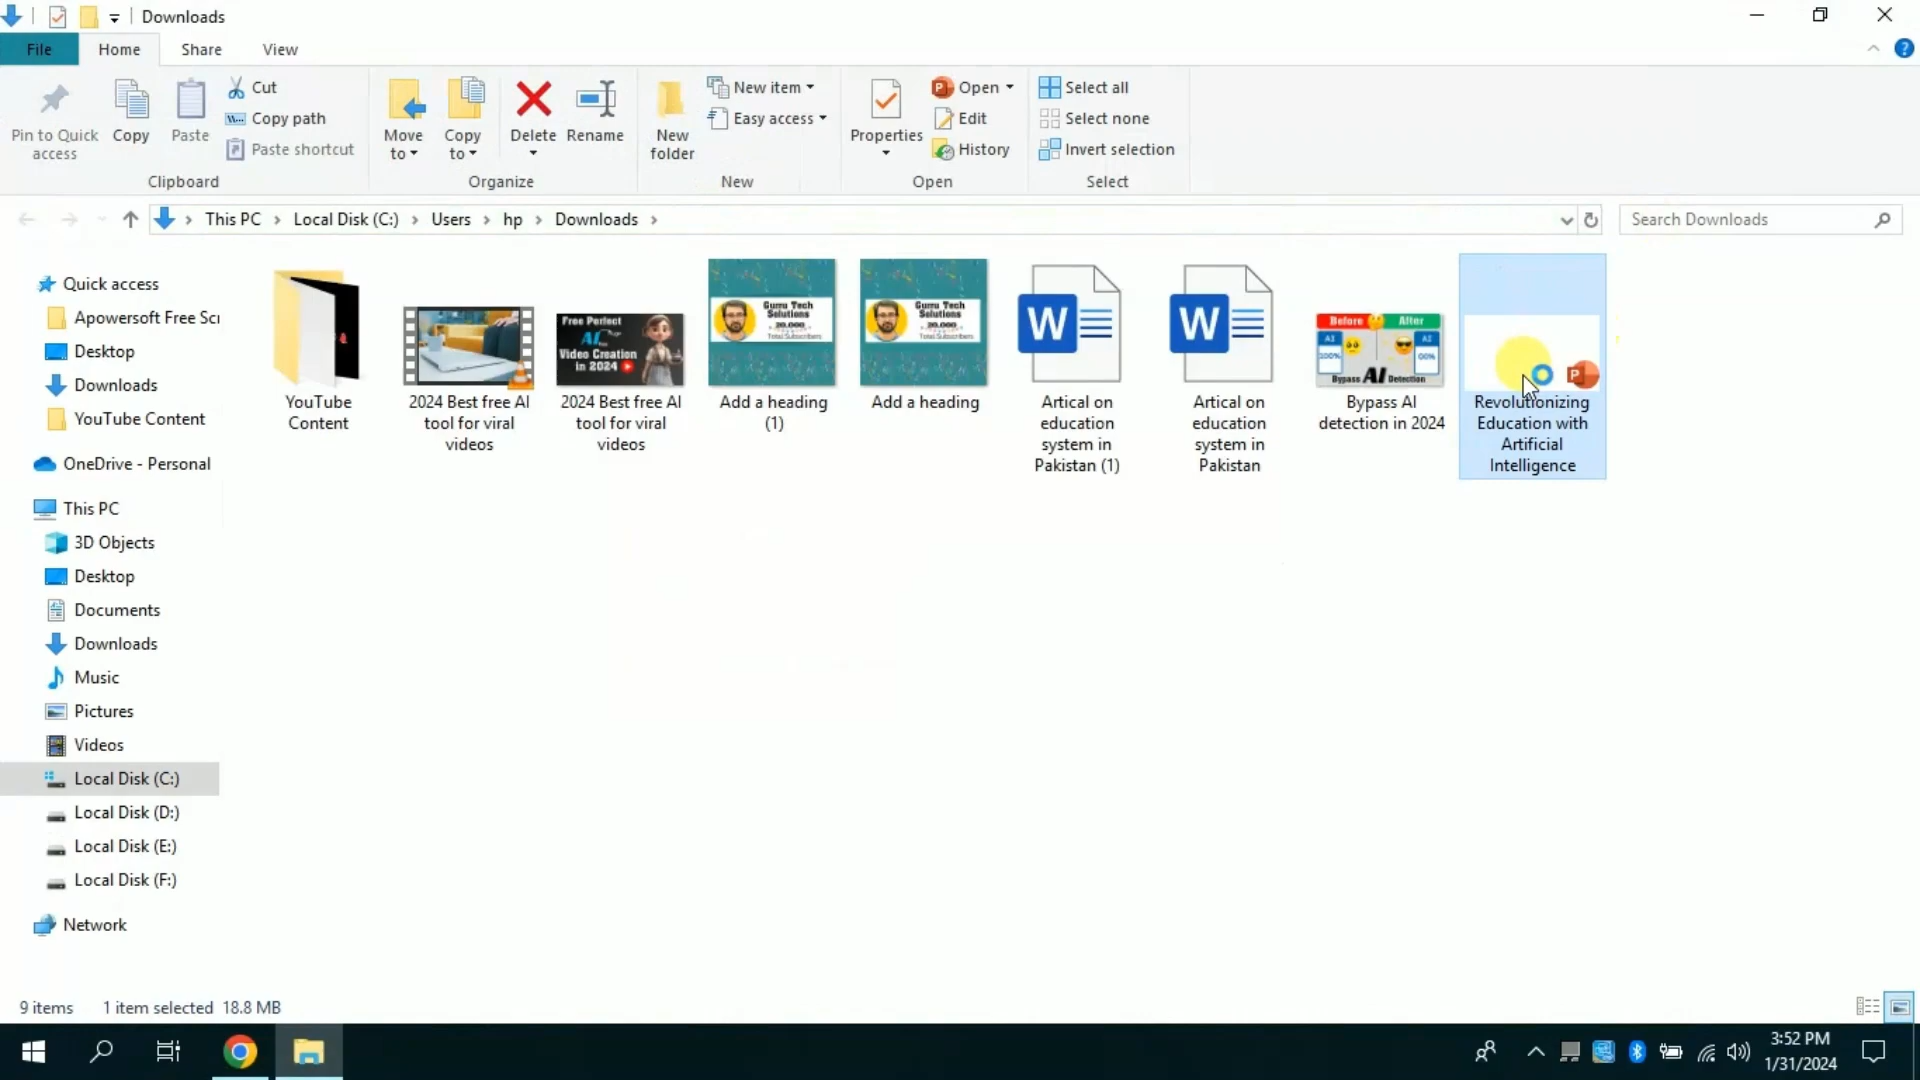 Downloads
File
Home
Share
View
Pin to Quick
access
Copy
Paste
Cut
Copy path
Paste shortcut
Move
to
Copy
to
Delete
Rename
New
folder
New item
Easy access
Properties
Open
Edit
History
Select all
Select none
Invert selection
Clipboard
Organize
New
Open
Select
This PC
Local Disk (C:)
Users
hp
Downloads
Search Downloads
Quick access
Apowersoft Free Scr
Desktop
Downloads
YouTube Content
OneDrive - Personal
This PC
3D Objects
Desktop
Documents
Downloads
Music
Pictures
Videos
Local Disk (C:)
Local Disk (D:)
Local Disk (E:)
Local Disk (F:)
Network
YouTube
Content
2024 Best free AI
tool for viral
videos
Free Perfect
AI
Video Creation
in 2024
2024 Best free AI
tool for viral
videos
Gurru Tech
Solutions
20,000
Total Subscribers
Add a heading
(1)
Gurru Tech
Solutions
20,000
Total Subscribers
Add a heading
W
Artical on
education
system in
Pakistan (1)
W
Artical on
education
system in
Pakistan
Before
After
AI
100%
AI
00%
Bypass AI Detection
Bypass AI
detection in 2024
P
Revolutionizing
Education with
Artificial
Intelligence
9 items
1 item selected 18.8 MB
3:52 PM
1/31/2024